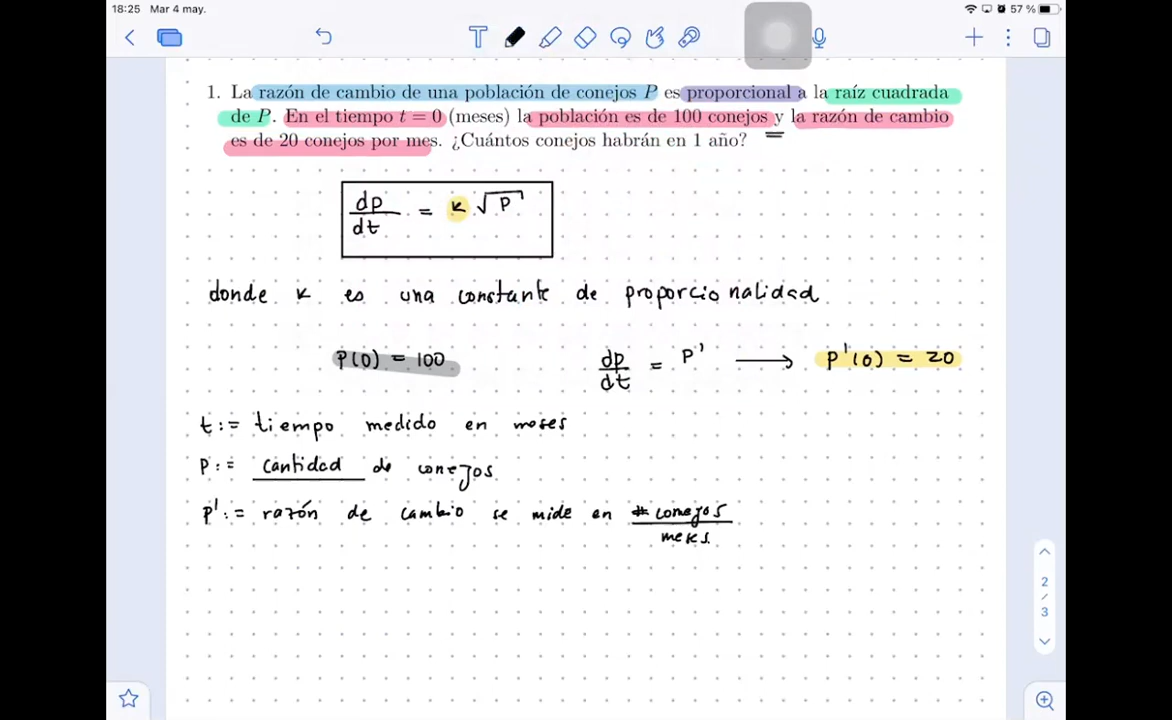 18:25 Mar 4 may.
57 %
T
1. La razón de cambio de una población de conejos P es proporcional a la raíz cuadrada
de P. En el tiempo t = 0 (meses) la población es de 100 conejos y la razón de cambio
es de 20 conejos por mes. ¿Cuántos conejos habrán en 1 año?
dp/dt = k √P
donde k es una constante de proporcionalidad
P(0) = 100 dp/dt = P' → P'(0) = 20
t := tiempo medido en meses
P := cantidad de conejos
P' := razón de cambio se mide en # conejos/meses
2
/
3